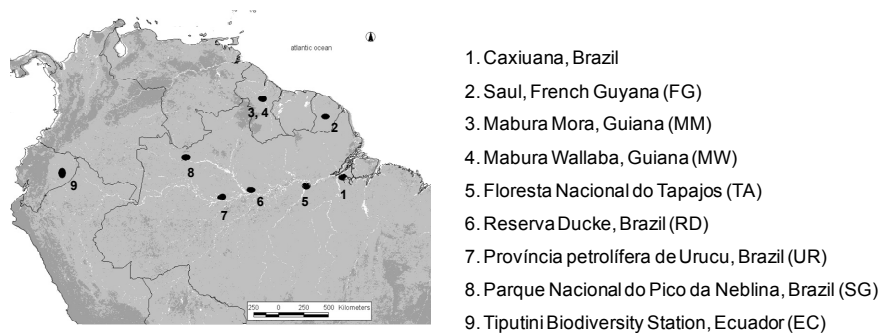 atlantic ocean
3, 4
2
8
9
7
6
5
1
250 0 250 500 Kilometers
1. Caxiuana, Brazil
2. Saul, French Guyana (FG)
3. Mabura Mora, Guiana (MM)
4. Mabura Wallaba, Guiana (MW)
5. Floresta Nacional do Tapajos (TA)
6. Reserva Ducke, Brazil (RD)
7. Província petrolífera de Urucu, Brazil (UR)
8. Parque Nacional do Pico da Neblina, Brazil (SG)
9. Tiputini Biodiversity Station, Ecuador (EC)